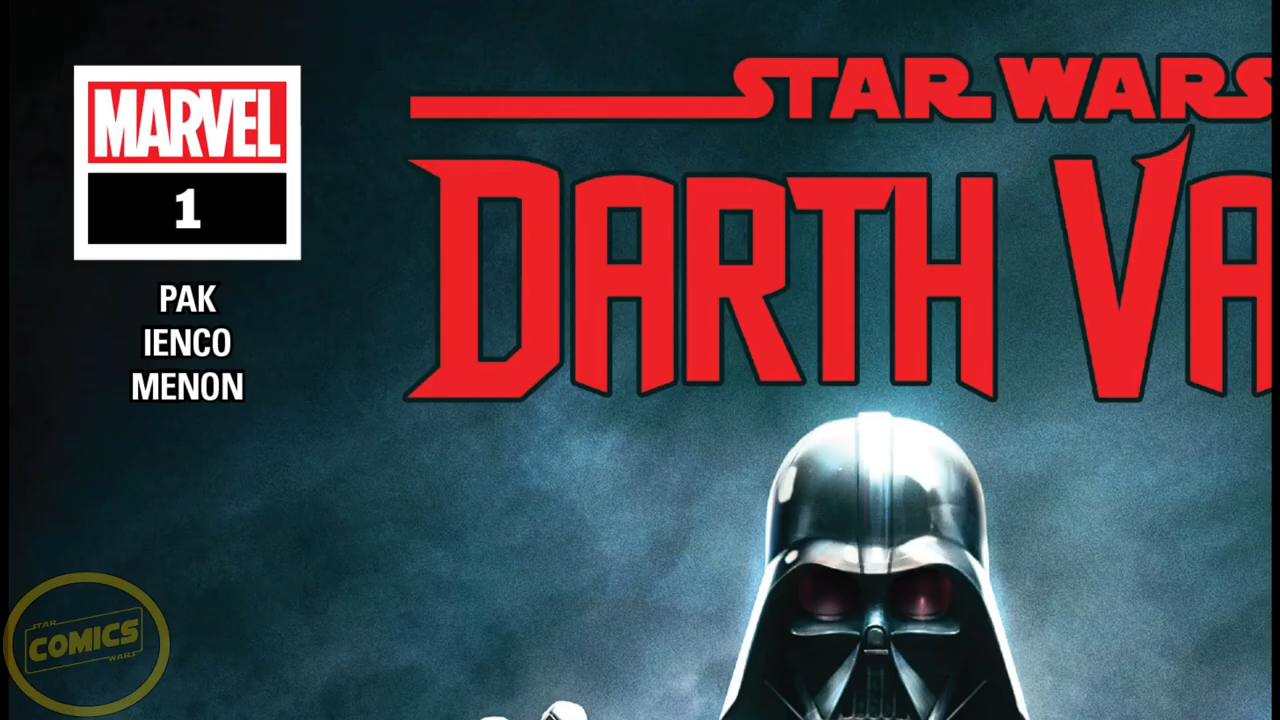 MARVEL
1
PAK
IENCO
MENON
STAR WARS
DARTH VA
STAR
COMICS
WARS